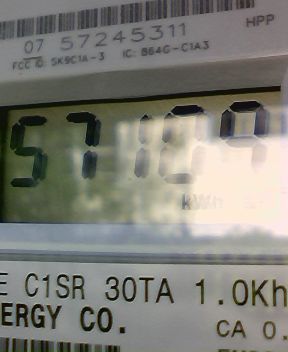 HPP
07 57245311
FCC ID: SK9C1A-3 IC: 864G-C1A3
57109
kWh
E C1SR 30TA 1.0Kh
ERGY CO.
CA 0.